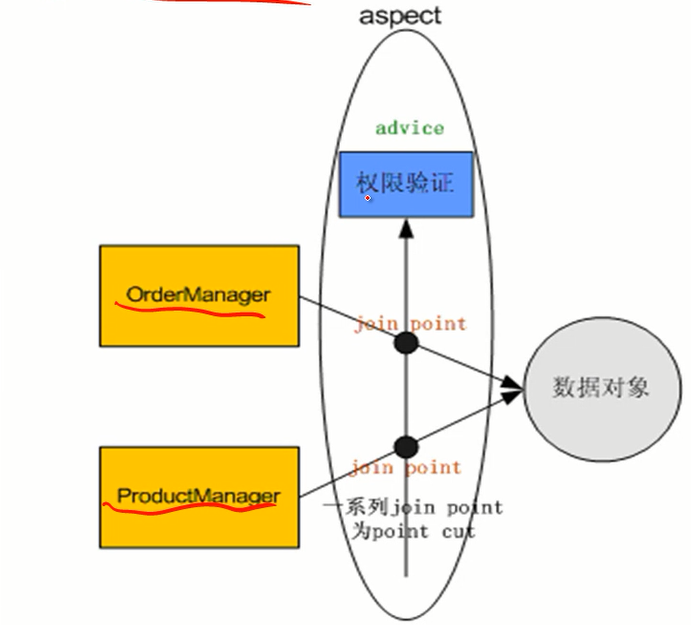 aspect
advice
权限验证
OrderManager
join point
数据对象
join point
ProductManager
一系列join point
为point cut